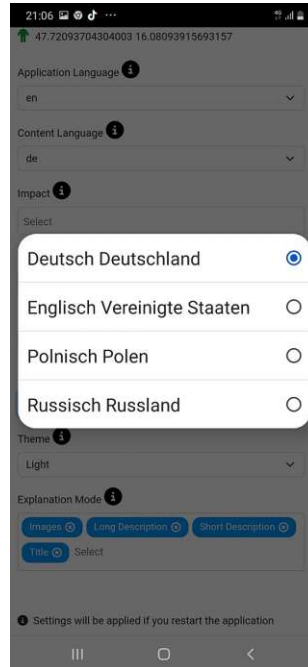 21:06
47.72093704304003 16.08093915693157
Application Language
en
Content Language
de
Impact
Select
Deutsch Deutschland
Englisch Vereinigte Staaten
Polnisch Polen
Russisch Russland
Theme
Light
Explanation Mode
Images Long Description Short Description
Title Select
Settings will be applied if you restart the application